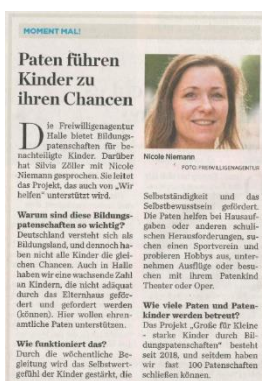 MOMENT MAL!
Paten führen
Kinder zu
ihren Chancen
Die Freiwilligenagentur
Halle bietet Bildungs-
patenschaften für be-
nachteiligte Kinder. Darüber
hat Silvia Zöller mit Nicole
Niemann gesprochen. Sie leitet
das Projekt, das auch von „Wir
helfen“ unterstützt wird.
Warum sind diese Bildungs-
patenschaften so wichtig?
Deutschland versteht sich als
Bildungsland, und dennoch ha-
ben nicht alle Kinder die glei-
chen Chancen. Auch in Halle
haben wir eine wachsende Zahl
an Kindern, die nicht adäquat
durch das Elternhaus geför-
dert und gefordert werden
(können). Hier wollen ehren-
amtliche Paten unterstützen.
Wie funktioniert das?
Durch die wöchentliche Be-
gleitung wird das Selbstwert-
gefühl der Kinder gestärkt, die
Nicole Niemann
FOTO: FREIWILLIGENAGENTUR
Selbstständigkeit und das
Selbstbewusstsein gefördert.
Die Paten helfen bei Hausauf-
gaben oder anderen schuli-
schen Herausforderungen, su-
chen einen Sportverein und
probieren Hobbys aus, unter-
nehmen Ausflüge oder besu-
chen mit ihrem Patenkind
Theater oder Oper.
Wie viele Paten und Paten-
kinder werden betreut?
Das Projekt „Große für Kleine
- starke Kinder durch Bil-
dungspatenschaften“ besteht
seit 2018, und seitdem haben
wir fast 100 Patenschaften
schließen können.